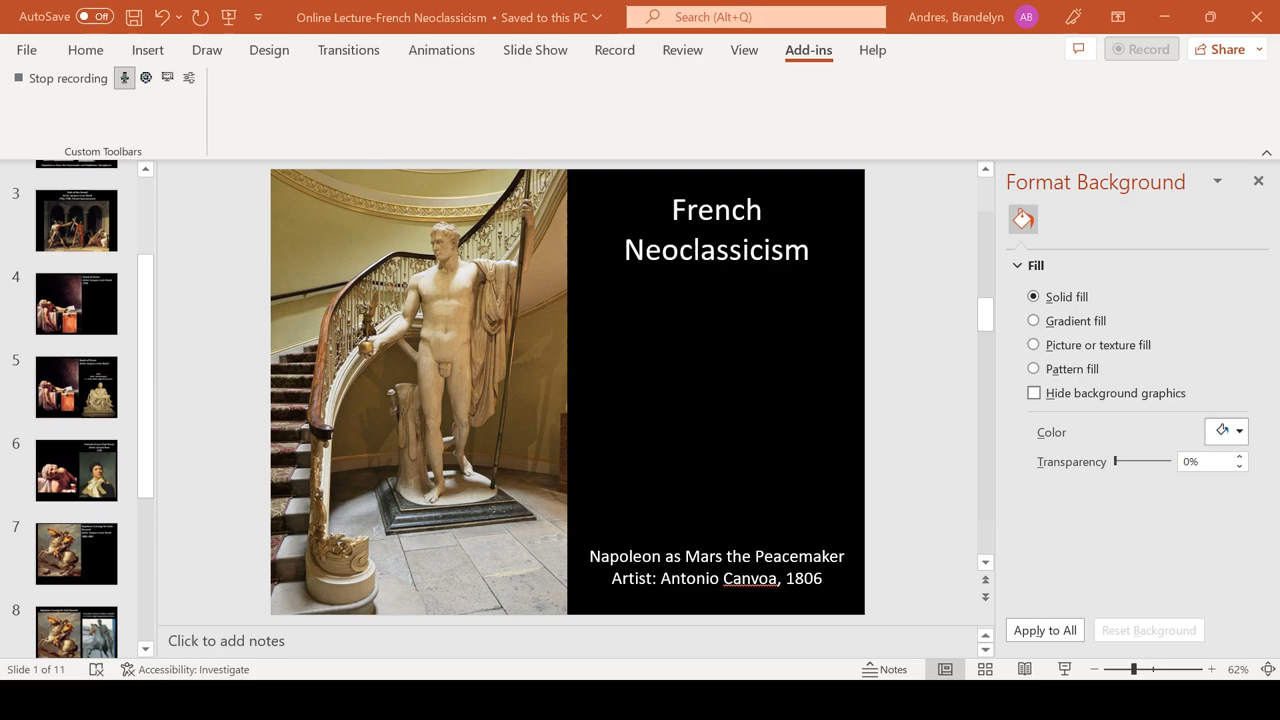 AutoSave Off Online Lecture-French Neoclassicism • Saved to this PC Search (Alt+Q) Andres, Brandelyn AB
File Home Insert Draw Design Transitions Animations Slide Show Record Review View Add-ins Help Record Share
Stop recording
Custom Toolbars
3
4
5
6
7
8
French
Neoclassicism
Napoleon as Mars the Peacemaker
Artist: Antonio Canvoa, 1806
Click to add notes
Format Background
Fill
Solid fill
Gradient fill
Picture or texture fill
Pattern fill
Hide background graphics
Color
Transparency 0%
Apply to All Reset Background
Slide 1 of 11 Accessibility: Investigate Notes 62%